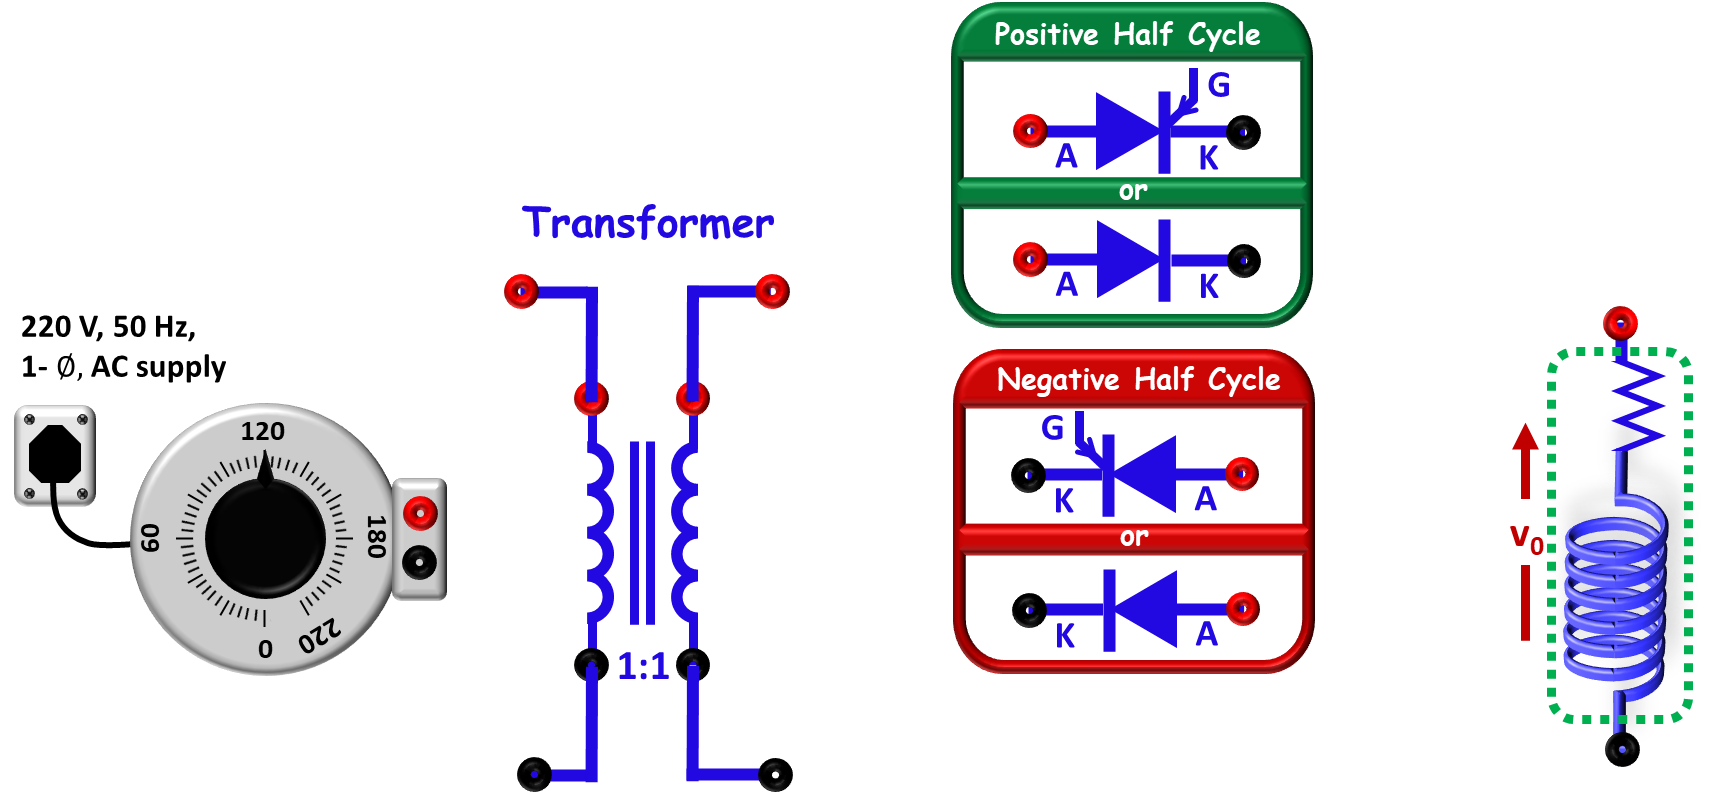 220 V, 50 Hz,
1- Ø, AC supply
120
60
180
0
220
Transformer
1:1
Positive Half Cycle
G
A
K
or
A
K
Negative Half Cycle
G
K
A
or
K
A
v₀